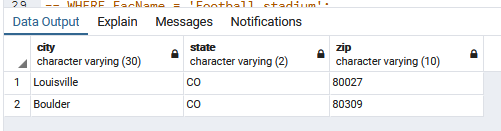 29 -- WHERE FacName = 'Football stadium';
Data Output Explain Messages Notifications
city state zip
character varying (30) character varying (2) character varying (10)
1 Louisville CO 80027
2 Boulder CO 80309